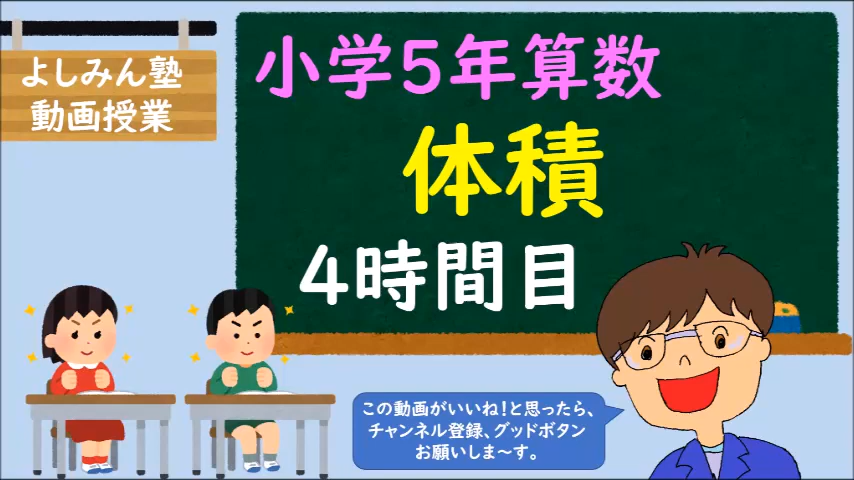 よしみん塾
動画授業
小学5年算数
体積
4時間目
この動画がいいね!と思ったら、
チャンネル登録、グッドボタン
お願いしま〜す。